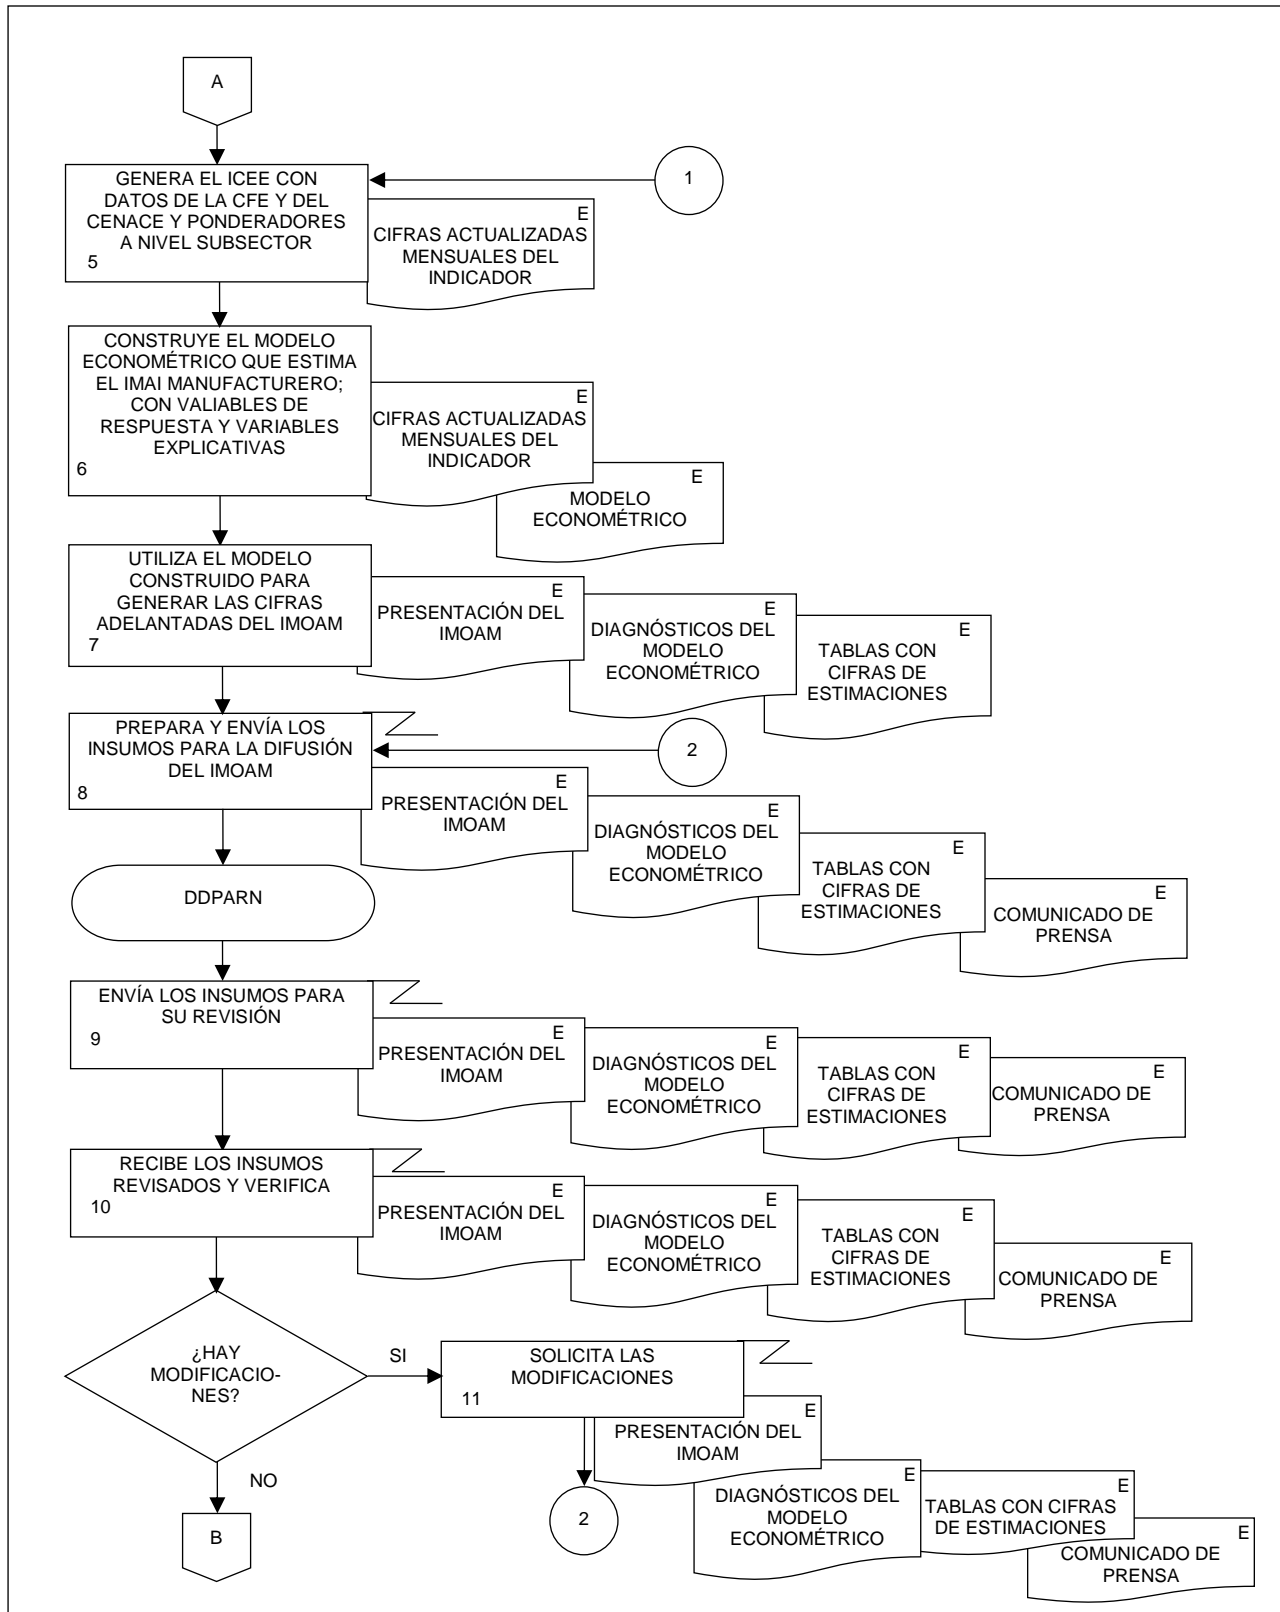 A
GENERA EL ICEE CON
DATOS DE LA CFE Y DEL
CENACE Y PONDERADORES
A NIVEL SUBSECTOR
5
1
E
CIFRAS ACTUALIZADAS
MENSUALES DEL
INDICADOR
CONSTRUYE EL MODELO
ECONOMÉTRICO QUE ESTIMA
EL IMAI MANUFACTURERO;
CON VALIABLES DE
RESPUESTA Y VARIABLES
EXPLICATIVAS
6
E
CIFRAS ACTUALIZADAS
MENSUALES DEL
INDICADOR
E
MODELO
ECONOMÉTRICO
UTILIZA EL MODELO
CONSTRUIDO PARA
GENERAR LAS CIFRAS
ADELANTADAS DEL IMOAM
7
E
PRESENTACIÓN DEL
IMOAM
E
DIAGNÓSTICOS DEL
MODELO
ECONOMÉTRICO
E
TABLAS CON
CIFRAS DE
ESTIMACIONES
PREPARA Y ENVÍA LOS
INSUMOS PARA LA DIFUSIÓN
DEL IMOAM
8
2
E
PRESENTACIÓN DEL
IMOAM
E
DIAGNÓSTICOS DEL
MODELO
ECONOMÉTRICO
E
TABLAS CON
CIFRAS DE
ESTIMACIONES
E
COMUNICADO DE
PRENSA
DDPARN
ENVÍA LOS INSUMOS PARA
SU REVISIÓN
9
E
PRESENTACIÓN DEL
IMOAM
E
DIAGNÓSTICOS DEL
MODELO
ECONOMÉTRICO
E
TABLAS CON
CIFRAS DE
ESTIMACIONES
E
COMUNICADO DE
PRENSA
RECIBE LOS INSUMOS
REVISADOS Y VERIFICA
10
E
PRESENTACIÓN DEL
IMOAM
E
DIAGNÓSTICOS DEL
MODELO
ECONOMÉTRICO
E
TABLAS CON
CIFRAS DE
ESTIMACIONES
E
COMUNICADO DE
PRENSA
¿HAY
MODIFICACIO-
NES?
SI
SOLICITA LAS
MODIFICACIONES
11
E
PRESENTACIÓN DEL
IMOAM
E
DIAGNÓSTICOS DEL
MODELO
ECONOMÉTRICO
E
TABLAS CON CIFRAS
DE ESTIMACIONES
E
COMUNICADO DE
PRENSA
NO
2
B